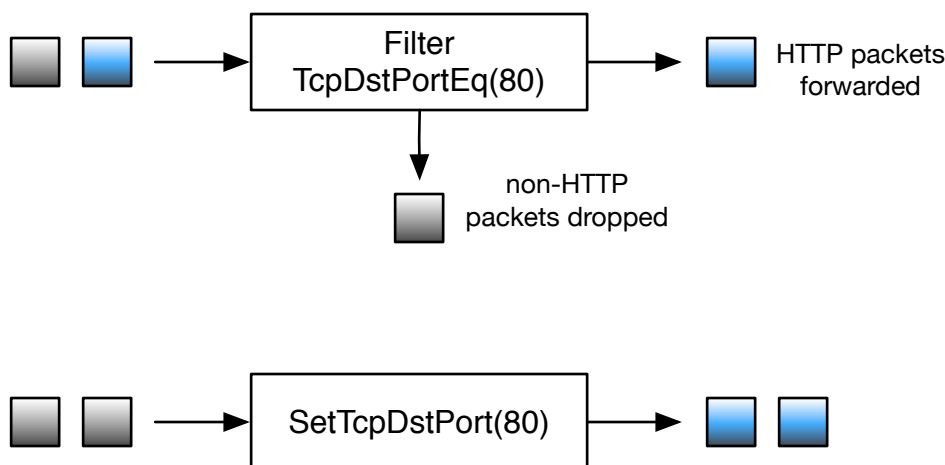 Filter
TcpDstPortEq(80)
HTTP packets
forwarded
non-HTTP
packets dropped
SetTcpDstPort(80)